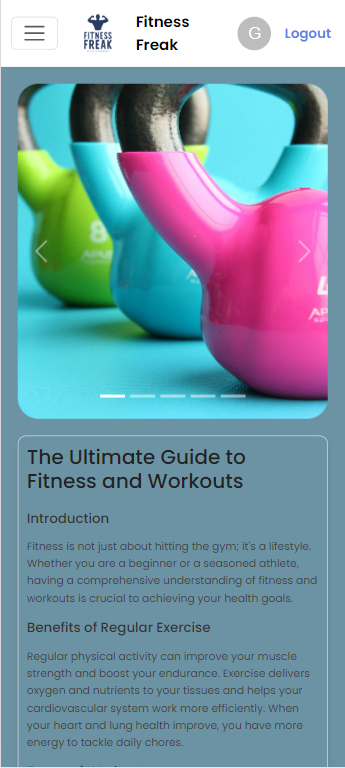 FITNESS
FREAK
Fitness
Freak
G
Logout
8
The Ultimate Guide to
Fitness and Workouts
Introduction
Fitness is not just about hitting the gym; it's a lifestyle.
Whether you are a beginner or a seasoned athlete,
having a comprehensive understanding of fitness and
workouts is crucial to achieving your health goals.
Benefits of Regular Exercise
Regular physical activity can improve your muscle
strength and boost your endurance. Exercise delivers
oxygen and nutrients to your tissues and helps your
cardiovascular system work more efficiently. When
your heart and lung health improve, you have more
energy to tackle daily chores.